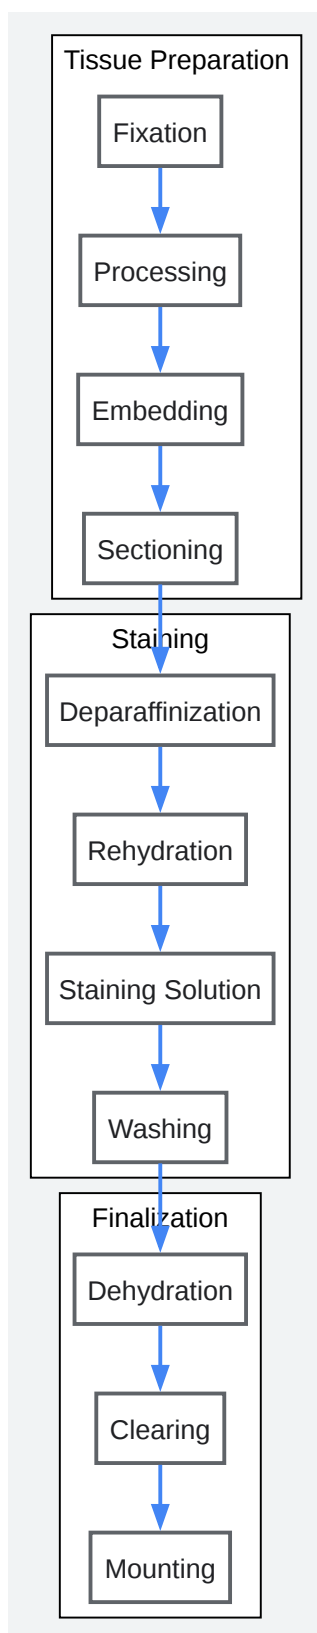 Tissue Preparation
Fixation
Processing
Embedding
Sectioning
Staining
Deparaffinization
Rehydration
Staining Solution
Washing
Finalization
Dehydration
Clearing
Mounting